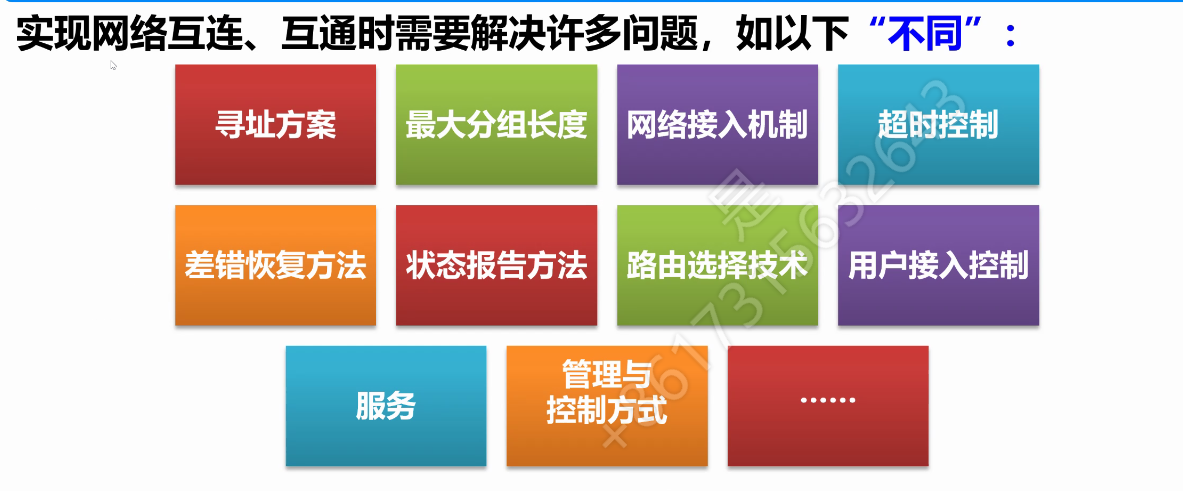 实现网络互连、互通时需要解决许多问题，如以下“不同”：
寻址方案
最大分组长度
网络接入机制
超时控制
差错恢复方法
状态报告方法
路由选择技术
用户接入控制
服务
管理与
控制方式
……
是